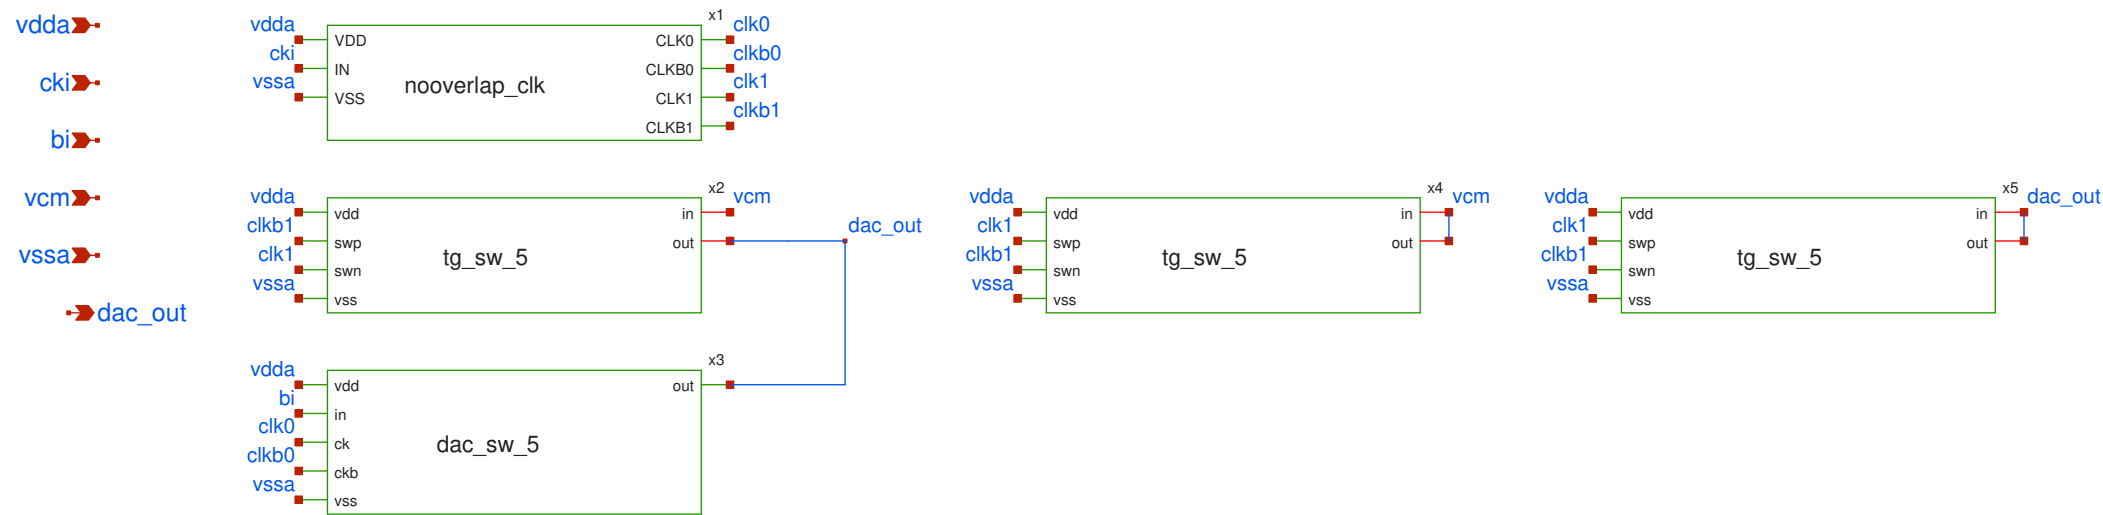 vdda
cki
bi
vcm
vssa
dac_out
x1
vdda
cki
vssa
VDD
IN
VSS
nooverlap_clk
CLK0
CLKB0
CLK1
CLKB1
clk0
clkb0
clk1
clkb1
x2
vdda
clkb1
clk1
vssa
vdd
swp
swn
vss
tg_sw_5
in
out
vcm
dac_out
x3
vdda
bi
clk0
clkb0
vssa
vdd
in
ck
ckb
vss
dac_sw_5
out
x4
vdda
clk1
clkb1
vssa
vdd
swp
swn
vss
tg_sw_5
in
out
vcm
x5
vdda
clk1
clkb1
vssa
vdd
swp
swn
vss
tg_sw_5
in
out
dac_out